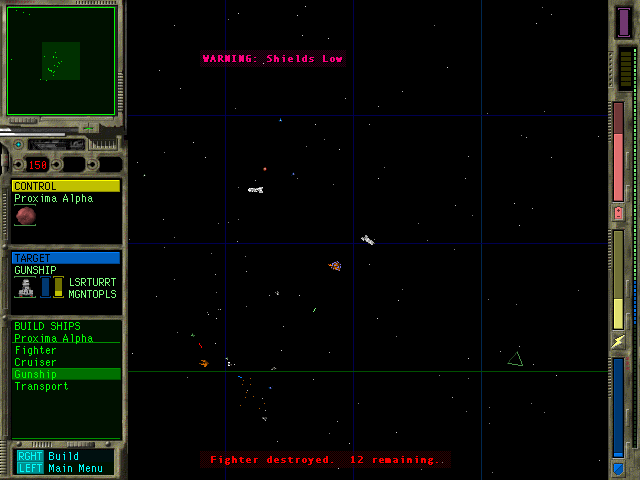 WARNING: Shields Low
150
CONTROL
Proxima Alpha
TARGET
GUNSHIP
LSRTURRT
MGNTOPLS
BUILD SHIPS
Proxima Alpha
Fighter
Cruiser
Gunship
Transport
RGHT Build
LEFT Main Menu
Fighter destroyed.  12 remaining.